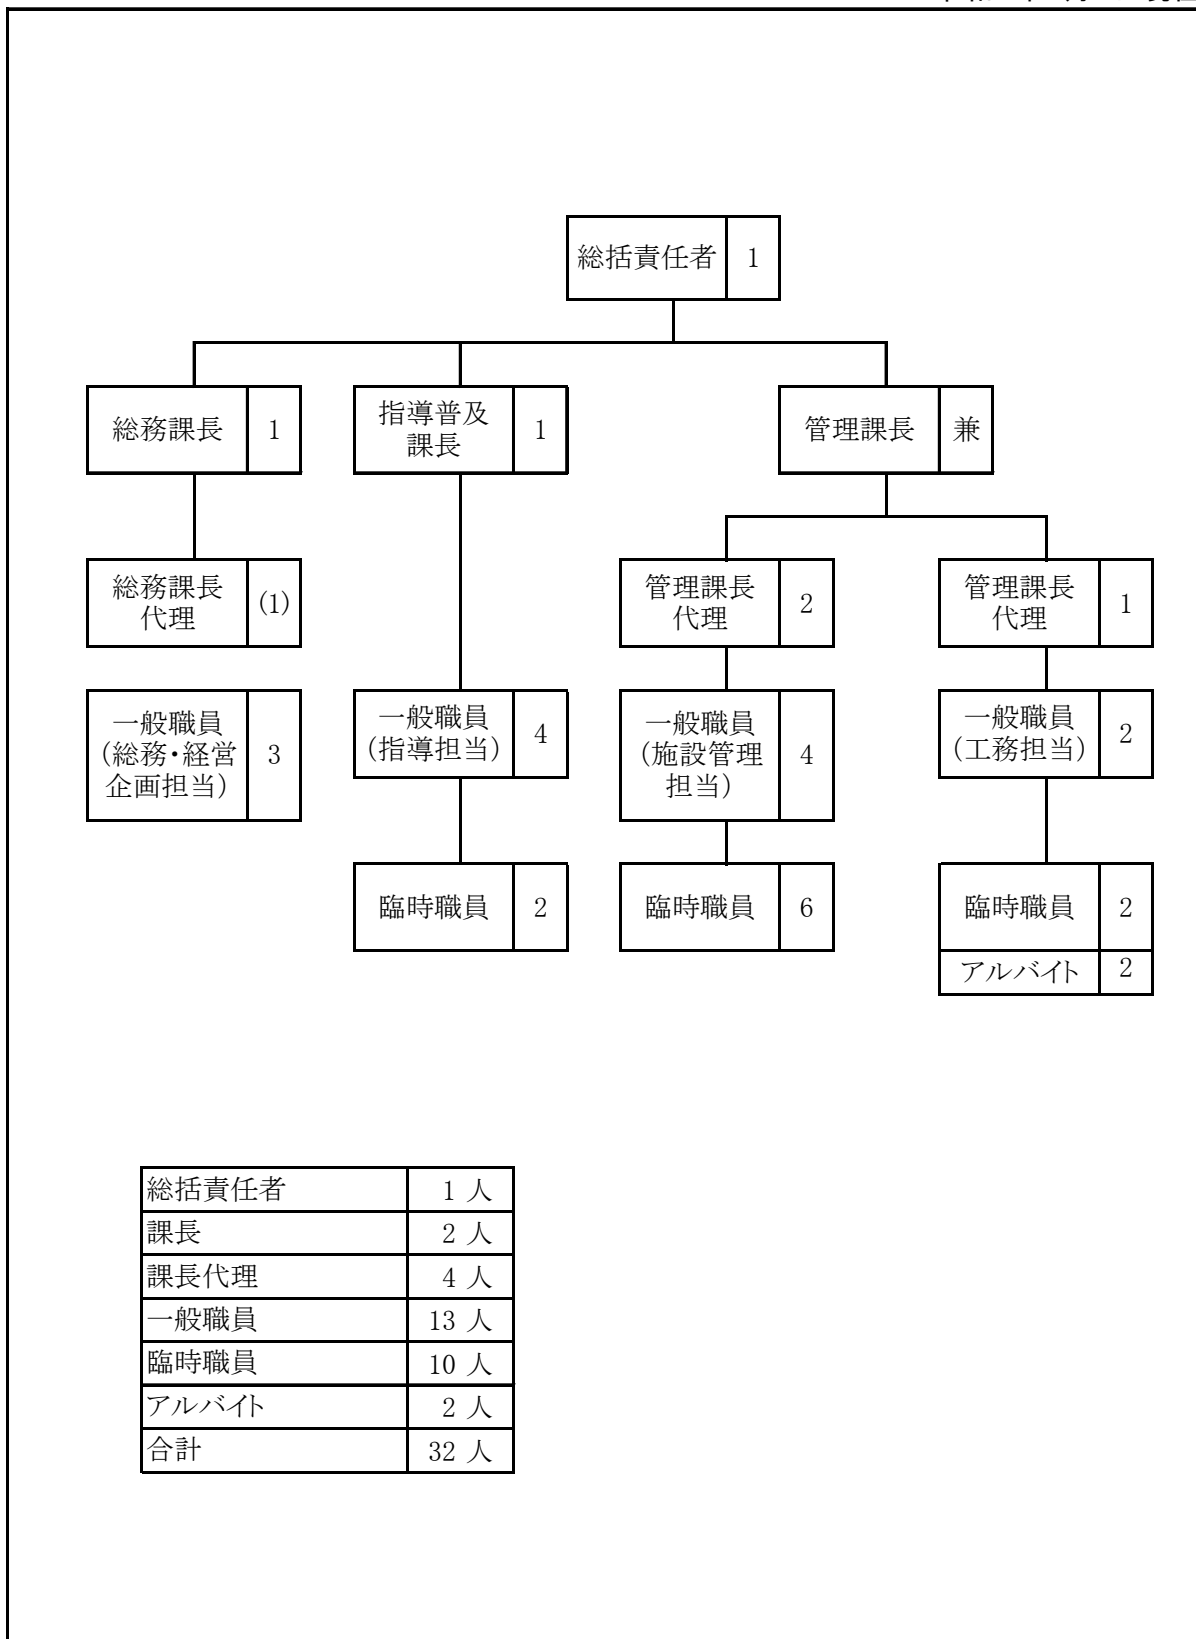 総括責任者 1
総務課長 1
指導普及
課長
1
管理課長 兼
総務課長
代理
(1)
管理課長
代理
2
管理課長
代理
1
一般職員
(総務・経営
企画担当)
3
一般職員
(指導担当)
4
一般職員
(施設管理
担当)
4
一般職員
(工務担当)
2
臨時職員 2
臨時職員 6
臨時職員 2
アルバイト 2
総括責任者 1 人
課長 2 人
課長代理 4 人
一般職員 13 人
臨時職員 10 人
アルバイト 2 人
合計 32 人